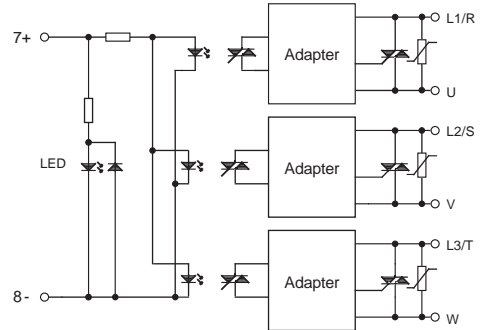 7+
LED
8 -
Adapter
L1/R
U
Adapter
L2/S
V
Adapter
L3/T
W